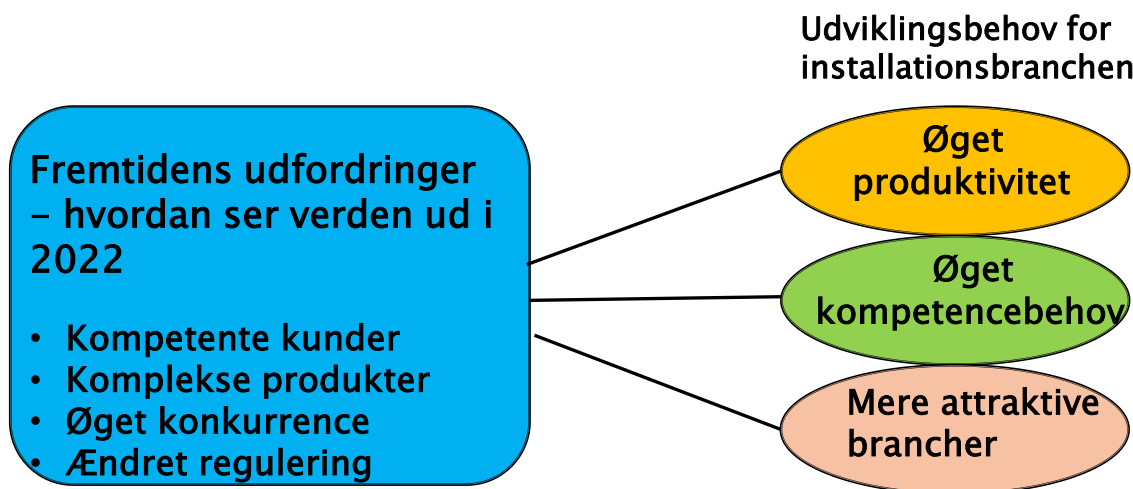 Udviklingsbehov for
installationsbranchen
Fremtidens udfordringer
– hvordan ser verden ud i
2022
• Kompetente kunder
• Komplekse produkter
• Øget konkurrence
• Ændret regulering
Øget
produktivitet
Øget
kompetencebehov
Mere attraktive
brancher